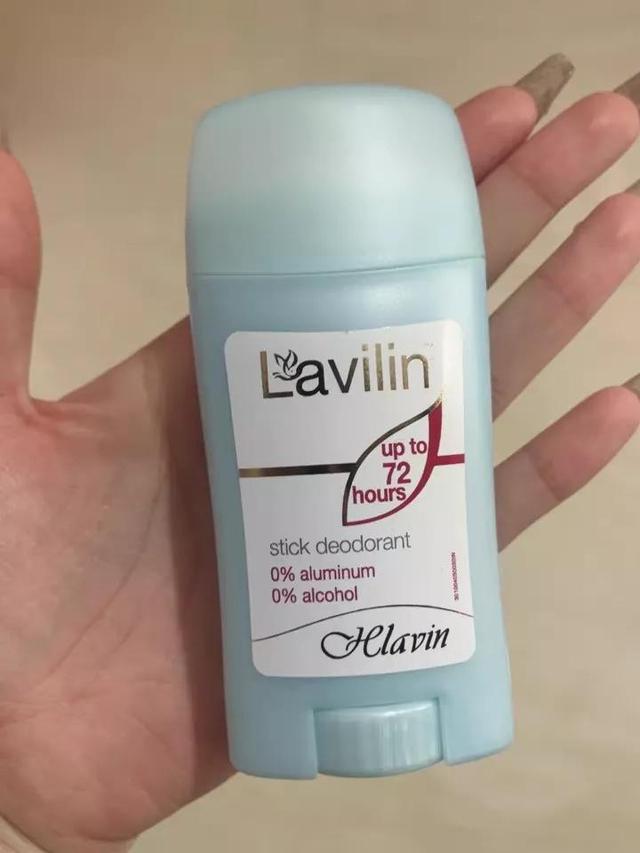 Lavilin
up to
72
hours
stick deodorant
0% aluminum
0% alcohol
Hlavin